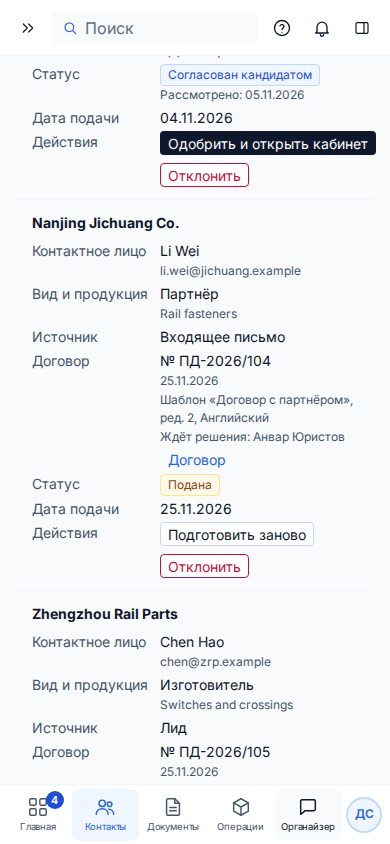 Поиск
Статус
Согласован кандидатом
Рассмотрено: 05.11.2026
Дата подачи
04.11.2026
Действия
Одобрить и открыть кабинет
Отклонить
Nanjing Jichuang Co.
Контактное лицо
Li Wei
li.wei@jichuang.example
Вид и продукция
Партнёр
Rail fasteners
Источник
Входящее письмо
Договор
№ ПД-2026/104
25.11.2026
Шаблон «Договор с партнёром»,
ред. 2, Английский
Ждёт решения: Анвар Юристов
Договор
Статус
Подана
Дата подачи
25.11.2026
Действия
Подготовить заново
Отклонить
Zhengzhou Rail Parts
Контактное лицо
Chen Hao
chen@zrp.example
Вид и продукция
Изготовитель
Switches and crossings
Источник
Лид
Договор
№ ПД-2026/105
25.11.2026
4
Главная
Контакты
Документы
Операции
Органайзер
ДС